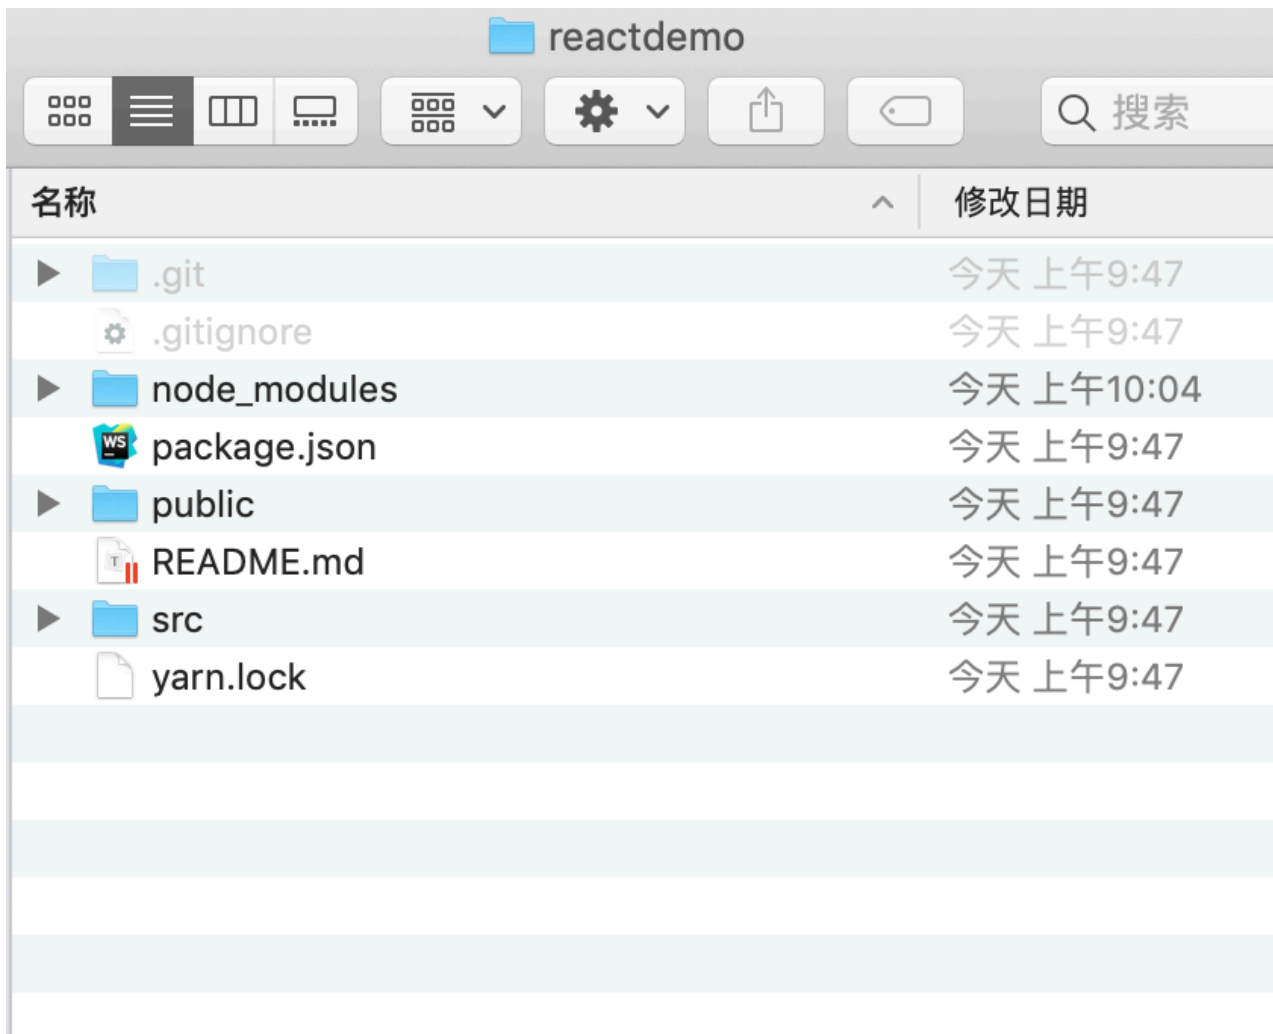 reactdemo
搜索
名称 修改日期
.git 今天 上午9:47
.gitignore 今天 上午9:47
node_modules 今天 上午10:04
WS package.json 今天 上午9:47
public 今天 上午9:47
T README.md 今天 上午9:47
src 今天 上午9:47
yarn.lock 今天 上午9:47